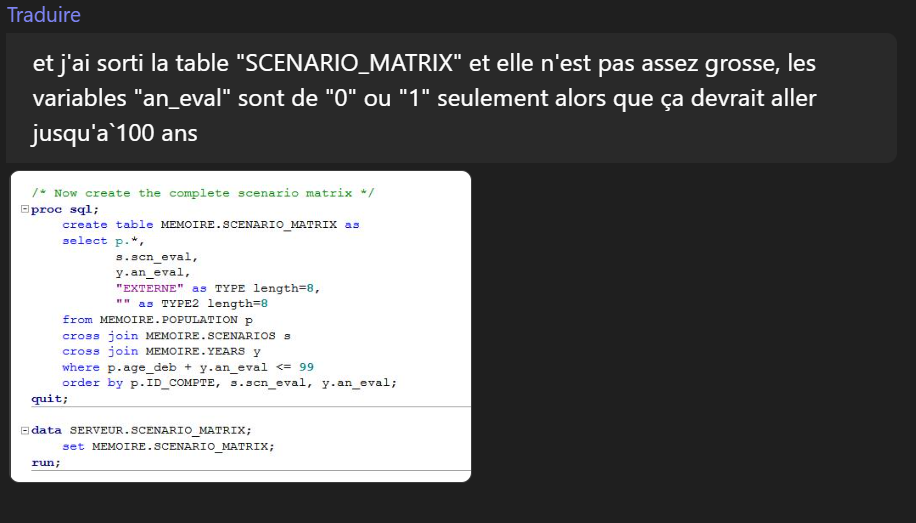 Traduire
et j'ai sorti la table "SCENARIO_MATRIX" et elle n'est pas assez grosse, les
variables "an_eval" sont de "0" ou "1" seulement alors que ça devrait aller
jusqu'a`100 ans
/* Now create the complete scenario matrix */
proc sql;
create table MEMOIRE.SCENARIO_MATRIX as
select p.*,
s.scn_eval,
y.an_eval,
"EXTERNE" as TYPE length=8,
"" as TYPE2 length=8
from MEMOIRE.POPULATION p
cross join MEMOIRE.SCENARIOS s
cross join MEMOIRE.YEARS y
where p.age_deb + y.an_eval <= 99
order by p.ID_COMPTE, s.scn_eval, y.an_eval;
quit;
data SERVEUR.SCENARIO_MATRIX;
set MEMOIRE.SCENARIO_MATRIX;
run;